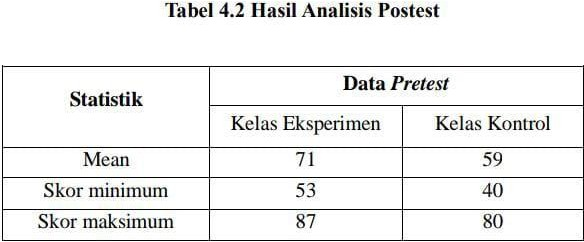 Tabel 4.2 Hasil Analisis Postest
Statistik
Data Pretest
Kelas Eksperimen Kelas Kontrol
Mean 71 59
Skor minimum 53 40
Skor maksimum 87 80